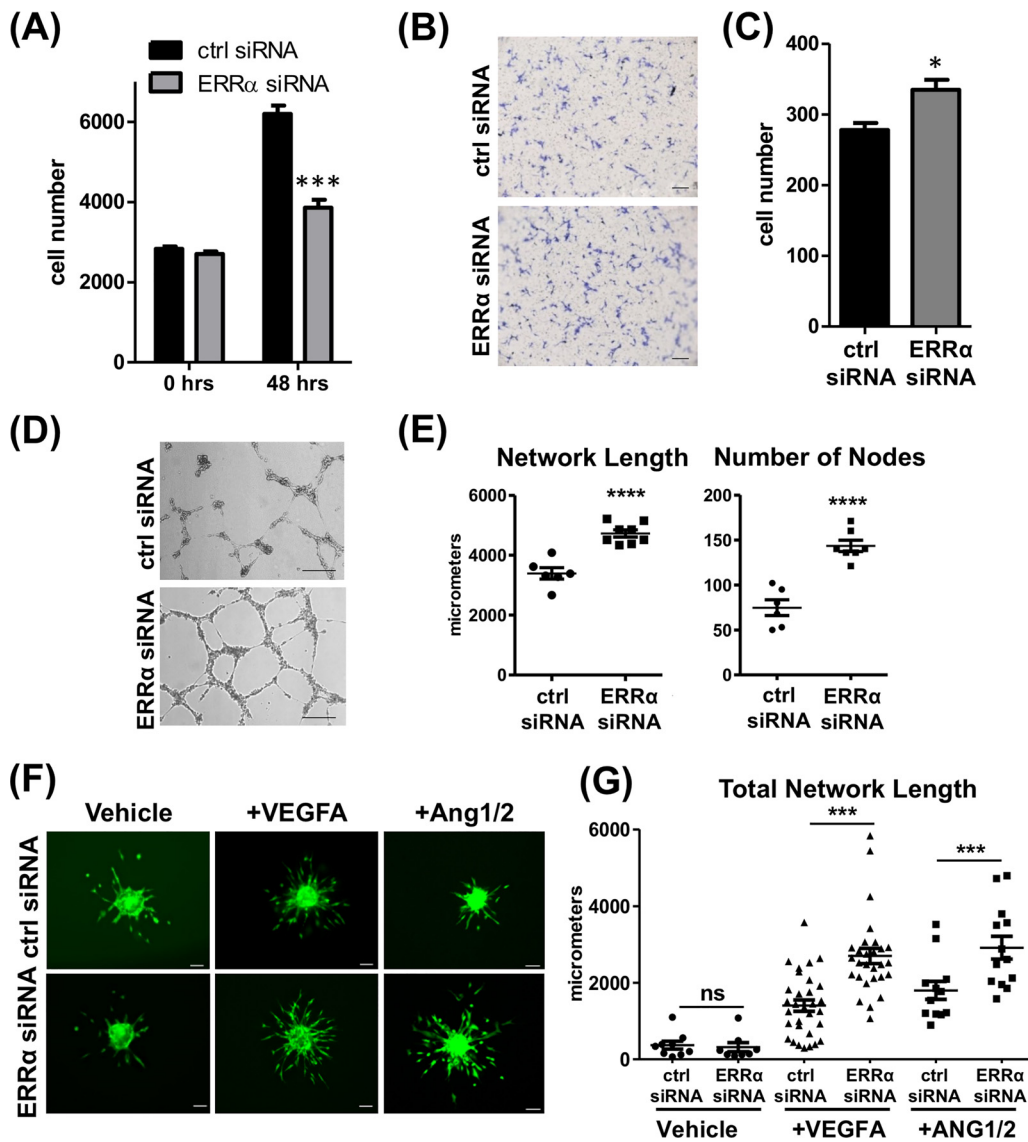 (A)
ctrl siRNA
ERRα siRNA
cell number
6000
4000
2000
0
***
0 hrs
48 hrs
(B)
ctrl siRNA
ERRα siRNA
(C)
cell number
400
300
200
100
0
*
ctrl
siRNA
ERRα
siRNA
(D)
ctrl siRNA
ERRα siRNA
(E)
Network Length
micrometers
6000
4000
2000
0
****
ctrl
siRNA
ERRα
siRNA
Number of Nodes
200
150
100
50
0
****
ctrl
siRNA
ERRα
siRNA
(F)
Vehicle
+VEGFA
+Ang1/2
ctrl siRNA
ERRα siRNA
(G)
Total Network Length
micrometers
6000
4000
2000
0
ns
***
***
ctrl
siRNA
ERRα
siRNA
ctrl
siRNA
ERRα
siRNA
ctrl
siRNA
ERRα
siRNA
Vehicle
+VEGFA
+ANG1/2